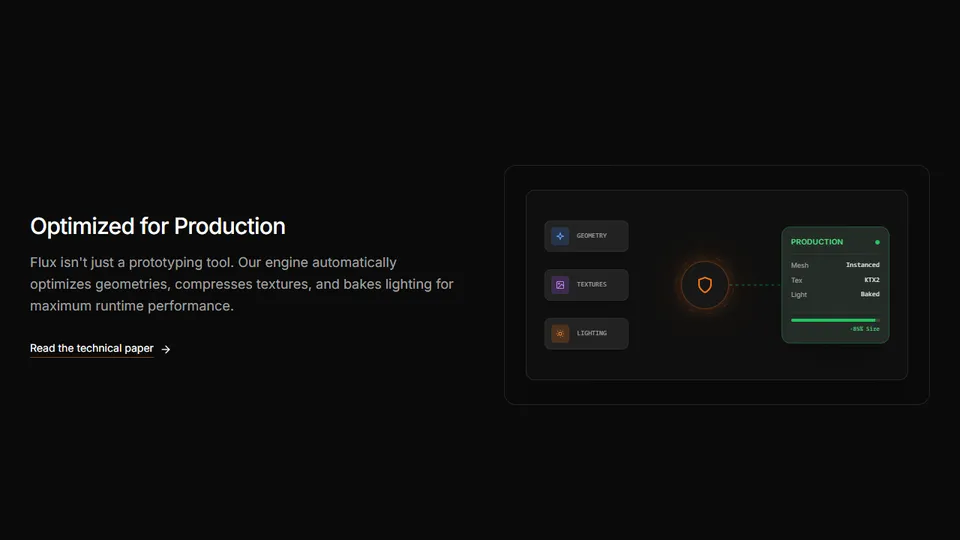 Optimized for Production
Flux isn't just a prototyping tool. Our engine automatically
optimizes geometries, compresses textures, and bakes lighting for
maximum runtime performance.
Read the technical paper
GEOMETRY
TEXTURES
LIGHTING
PRODUCTION
Mesh Instanced
Tex KTX2
Light Baked
Size